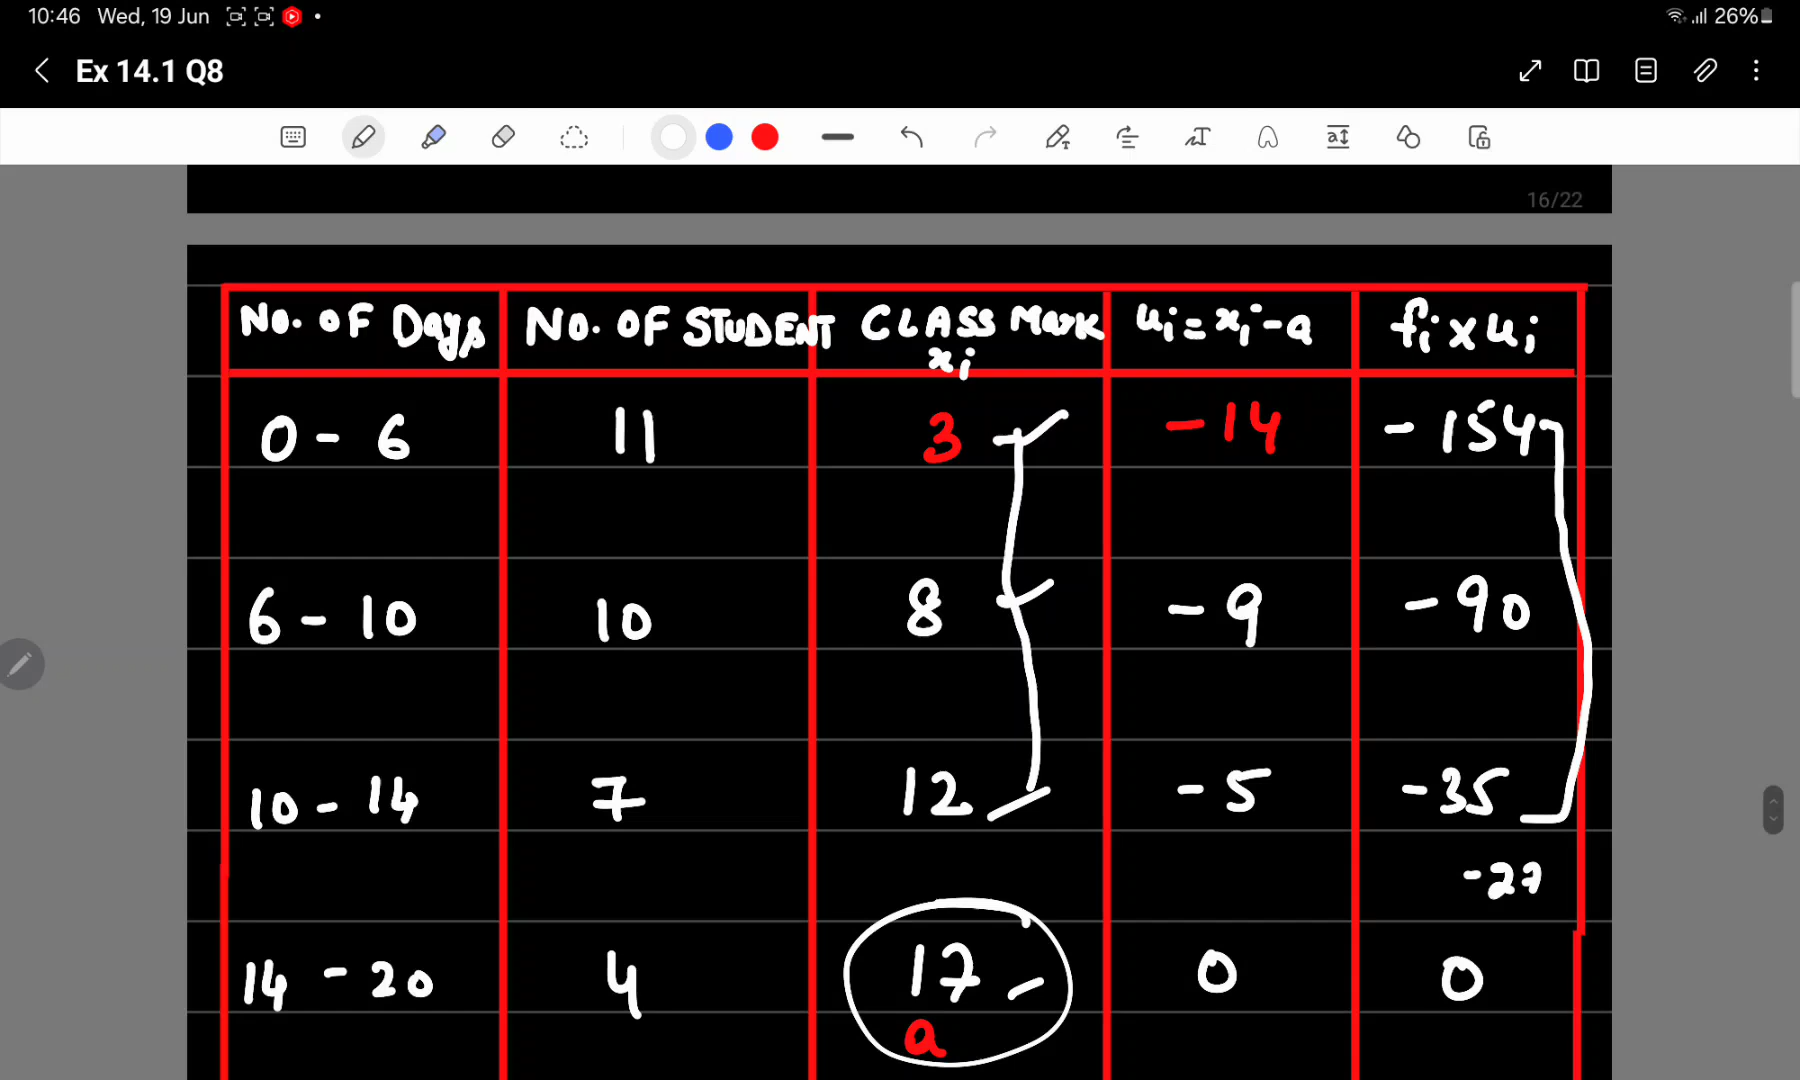 10:46 Wed, 19 Jun
26%
Ex 14.1 Q8
16/22
No. OF Days No. OF STUDENT CLASS Mark xi ui = xi - a fi x ui
0 - 6 11 3 - 14 - 154
6 - 10 10 8 - 9 - 90
10 - 14 7 12 - 5 - 35
-27
14 - 20 4 17 0 0
a